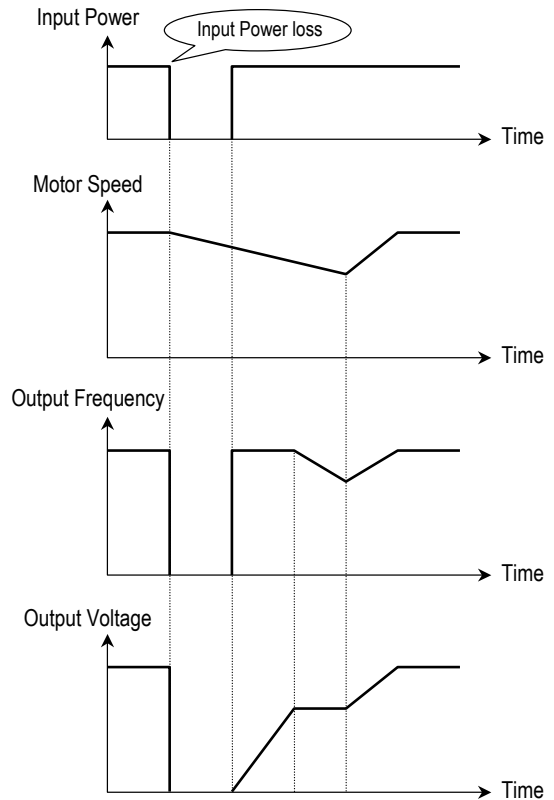 Input Power
Input Power loss
Time
Motor Speed
Time
Output Frequency
Time
Output Voltage
Time